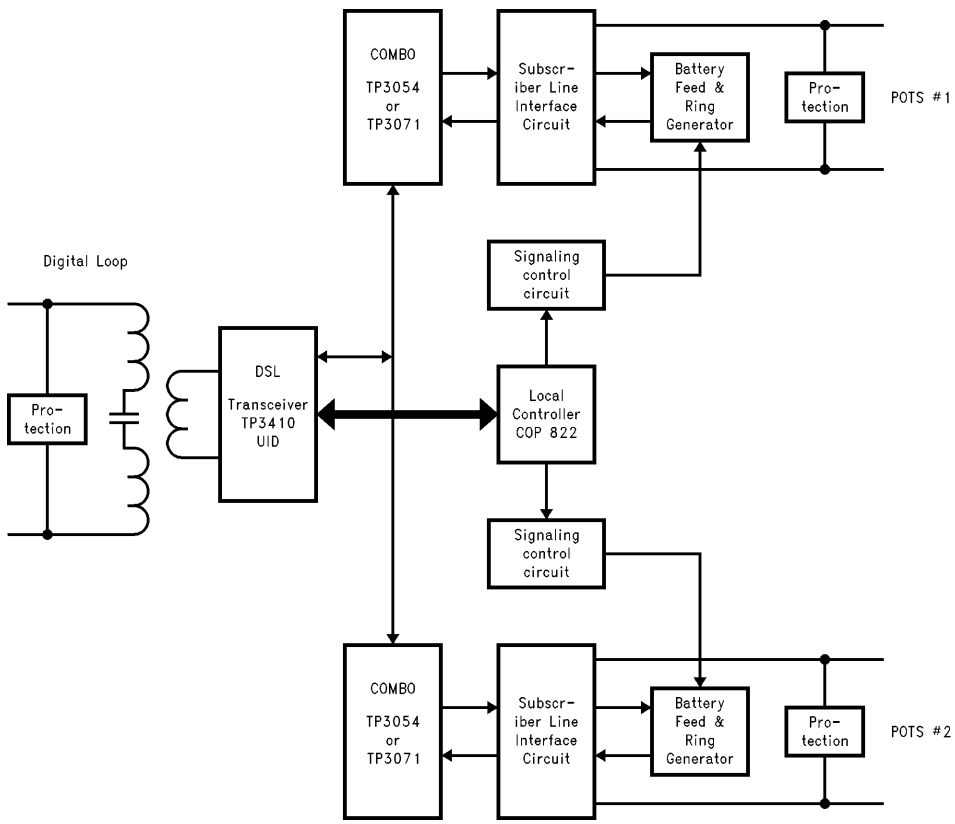 COMBO
TP3054
or
TP3071
Subscr-
iber Line
Interface
Circuit
Battery
Feed &
Ring
Generator
Pro-
tection
POTS #1
Signaling
control
circuit
Digital Loop
Pro-
tection
DSL
Transceiver
TP3410
UID
Local
Controller
COP 822
Signaling
control
circuit
COMBO
TP3054
or
TP3071
Subscr-
iber Line
Interface
Circuit
Battery
Feed &
Ring
Generator
Pro-
tection
POTS #2